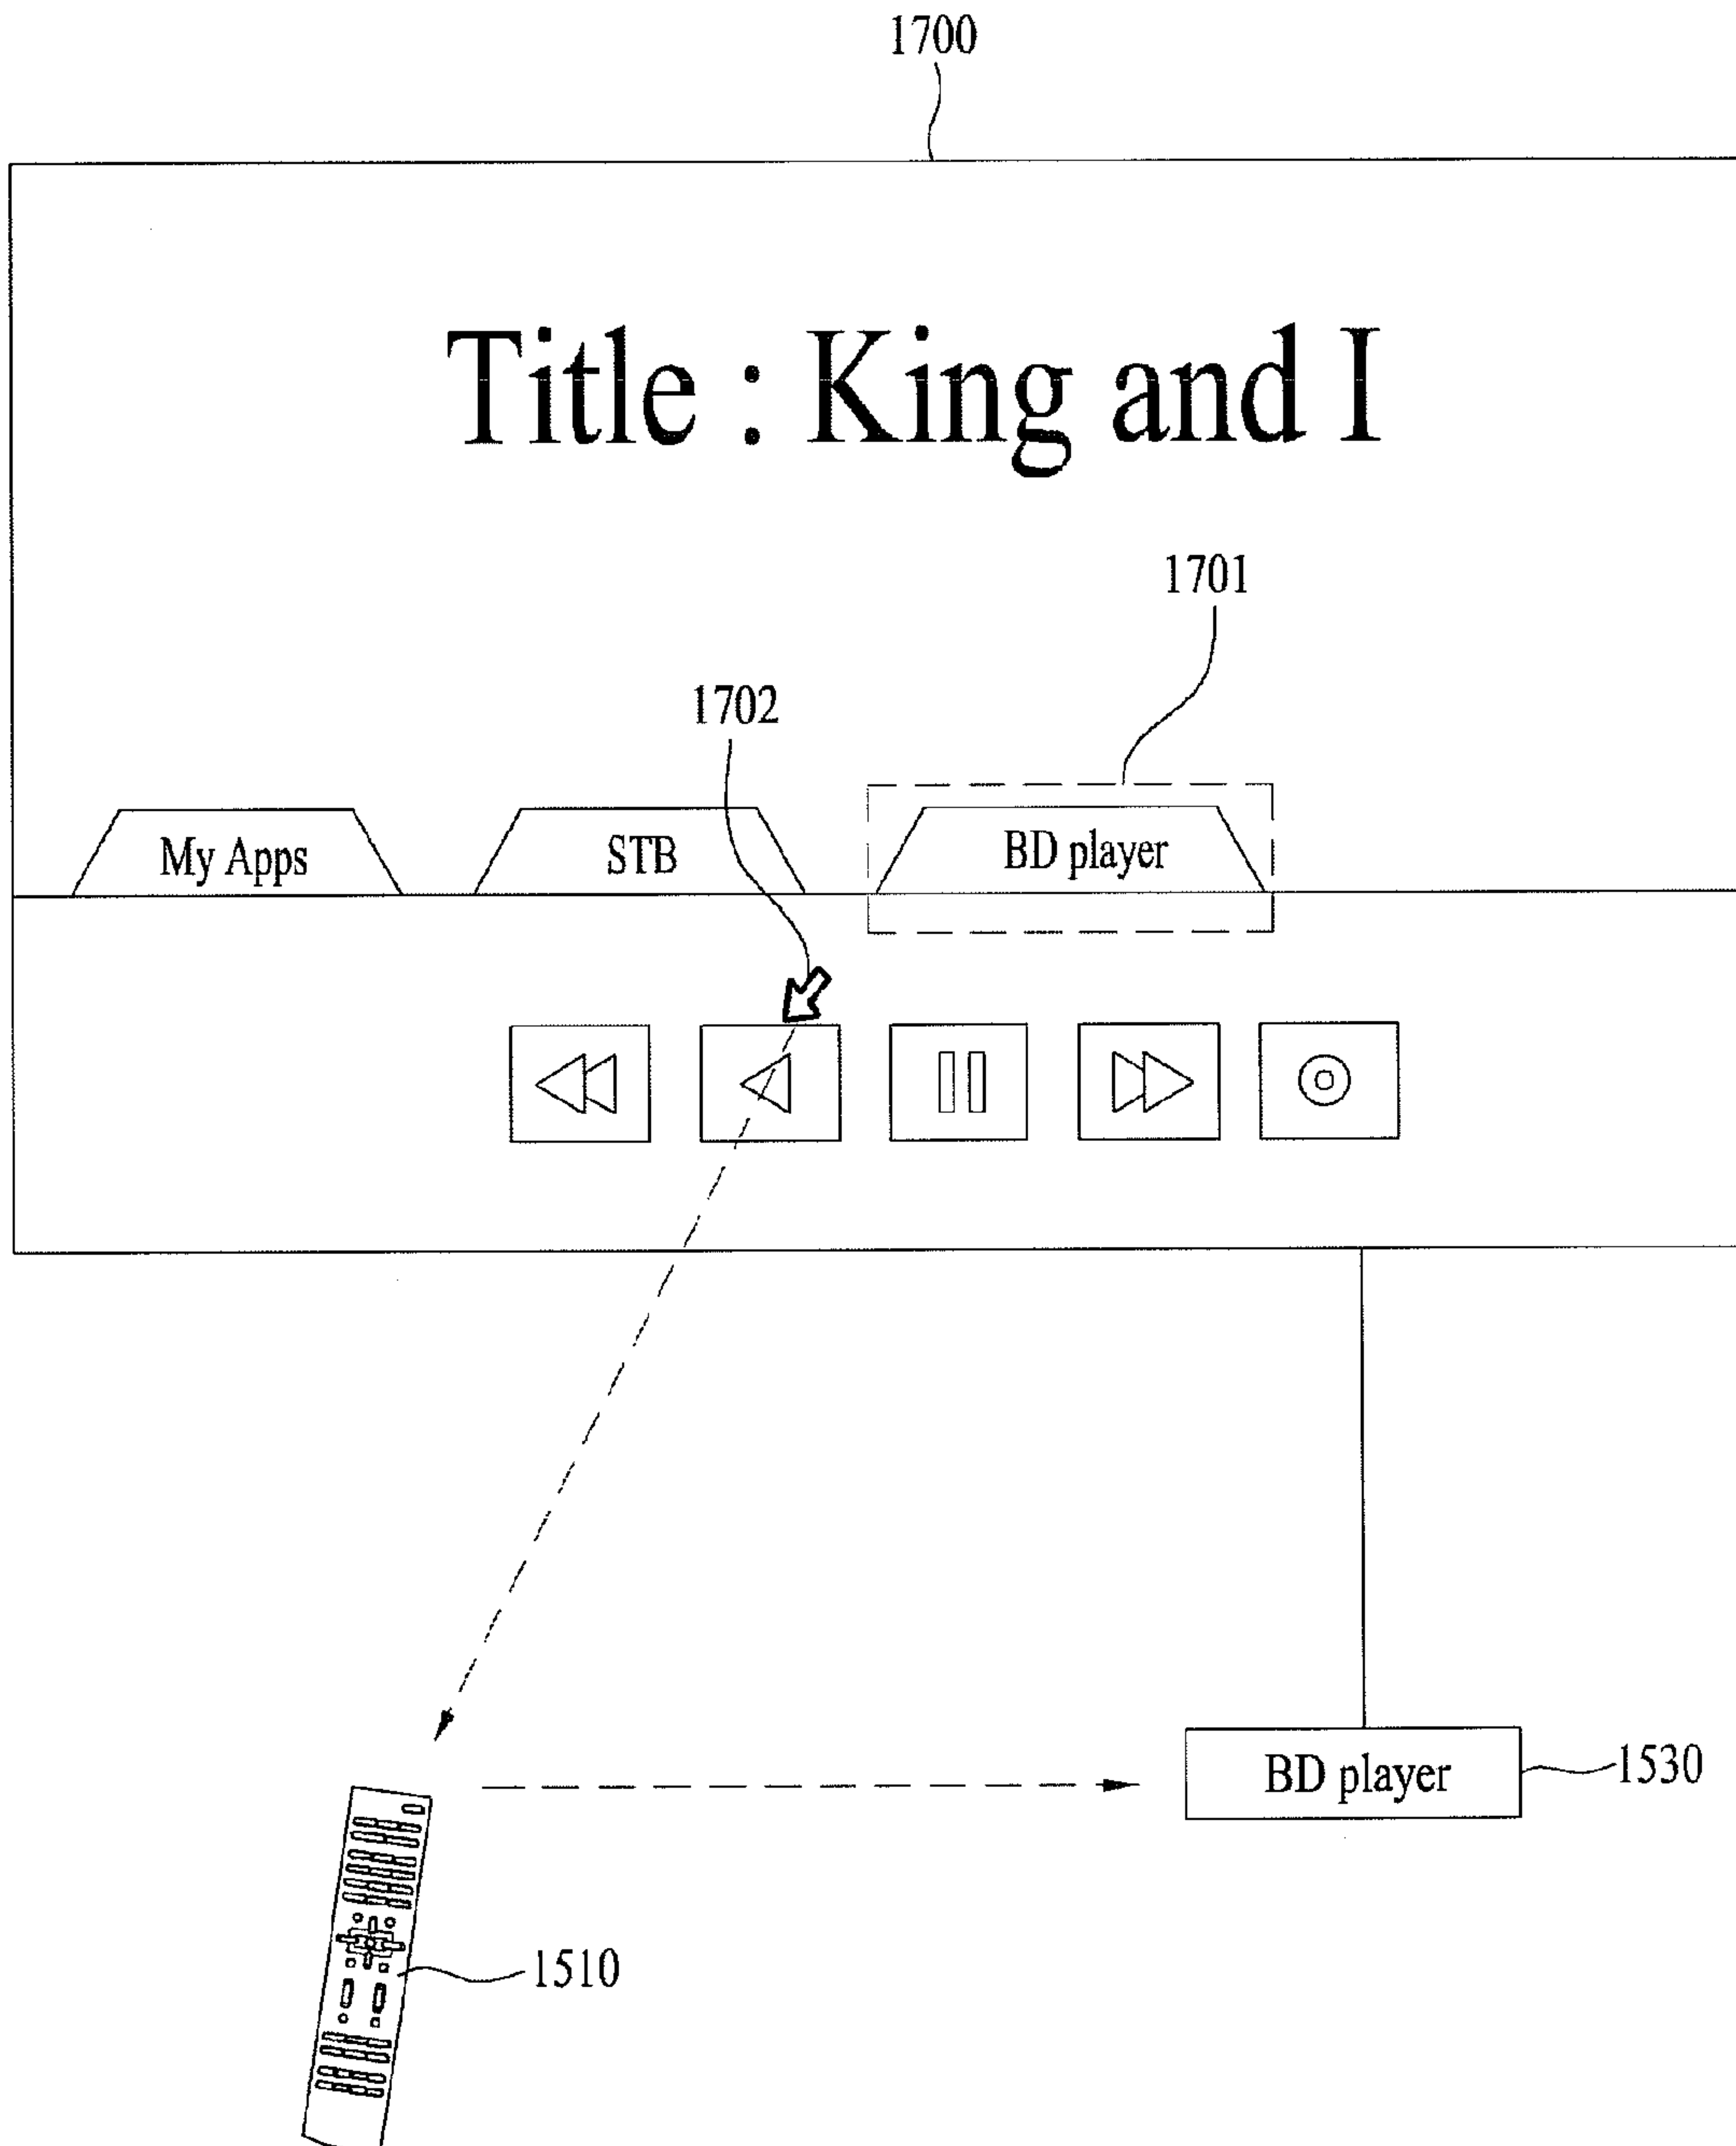 1700
Title : King and I
1701
1702
My Apps
STB
BD player
BD player
1530
1510